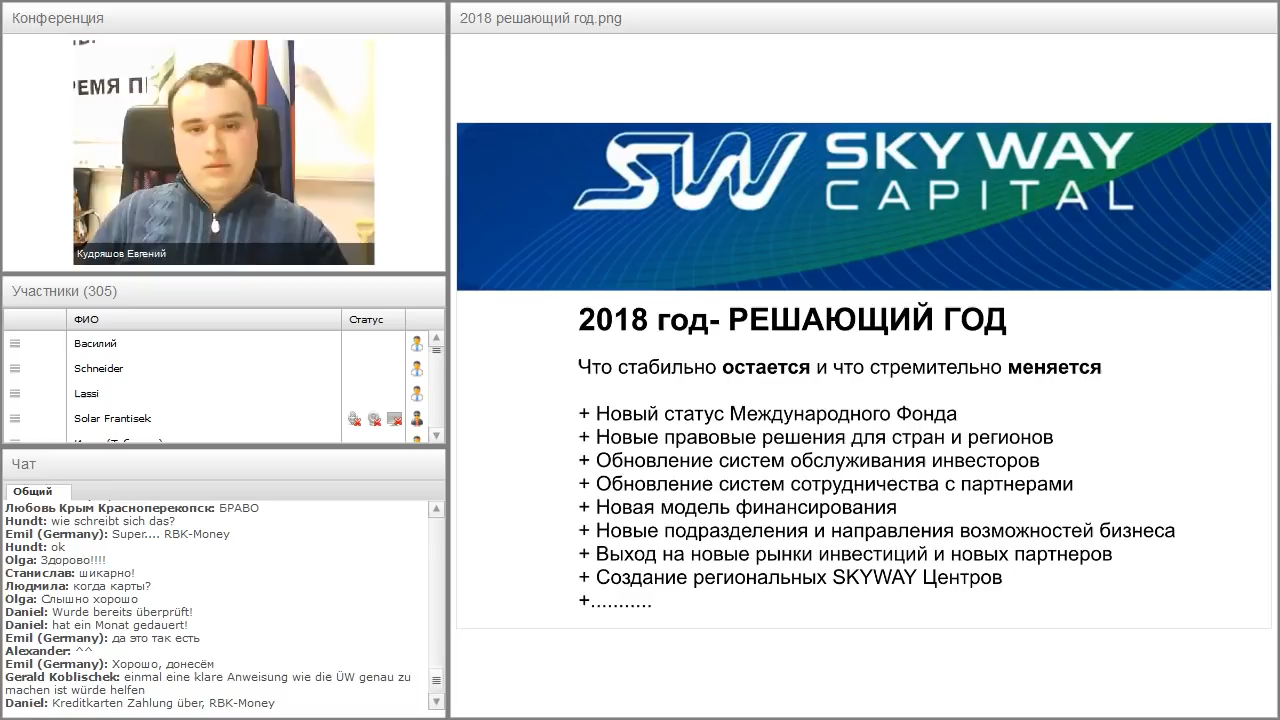 Конференция
РЕМЯ П
Кудряшов Евгений
Участники (305)
ФИО
Статус
Василий
Schneider
Lassi
Solar Frantisek
Чат
Общий
Любовь Крым Красноперекопск: БРАВО
Hundt: wie schreibt sich das?
Emil (Germany): Super.... RBK-Money
Hundt: ok
Olga: Здорово!!!!
Станислав: шикарно!
Людмила: когда карты?
Olga: Слышно хорошо
Daniel: Wurde bereits überprüft!
Daniel: hat ein Monat gedauert!
Emil (Germany): да это так есть
Alexander: ^^
Emil (Germany): Хорошо, донесём
Gerald Koblischek: einmal eine klare Anweisung wie die ÜW genau zu
machen ist würde helfen
Daniel: Kreditkarten Zahlung über, RBK-Money
2018 решающий год.png
SW SKY WAY
CAPITAL
2018 год- РЕШАЮЩИЙ ГОД
Что стабильно остается и что стремительно меняется
+ Новый статус Международного Фонда
+ Новые правовые решения для стран и регионов
+ Обновление систем обслуживания инвесторов
+ Обновление систем сотрудничества с партнерами
+ Новая модель финансирования
+ Новые подразделения и направления возможностей бизнеса
+ Выход на новые рынки инвестиций и новых партнеров
+ Создание региональных SKYWAY Центров
+...........